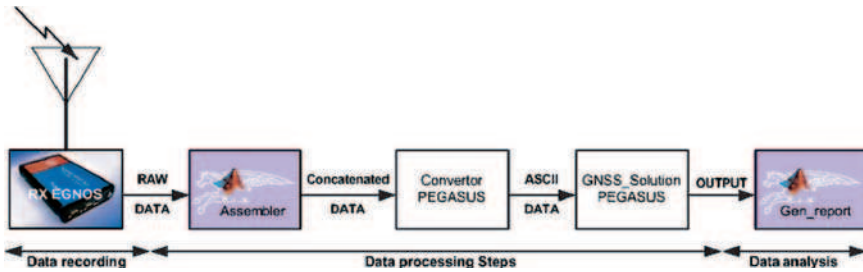 RX EGNOS
RAW
DATA
Assembler
Concatenated
DATA
Convertor
PEGASUS
ASCII
DATA
GNSS_Solution
PEGASUS
OUTPUT
Gen_report
Data recording
Data processing Steps
Data analysis